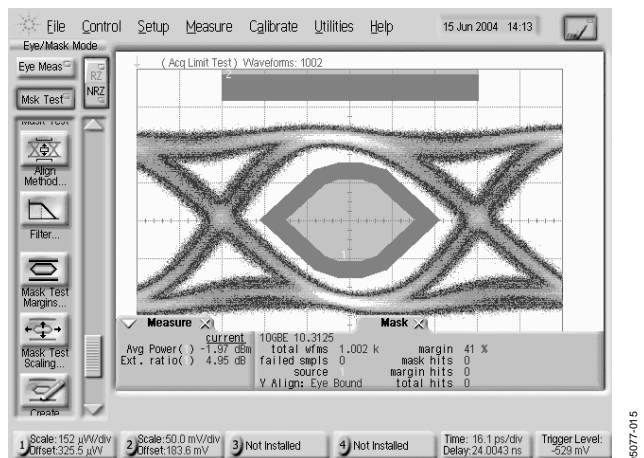 File Control Setup Measure Calibrate Utilities Help 15 Jun 2004 14:13
Eye/Mask Mode
Eye Meas
RZ
NRZ
Msk Test
(Acq Limit Test) Waveforms: 1002
2
Mask Test
Align
Method...
Filter...
Mask Test
Margins...
Mask Test
Scaling...
Create
1
Measure
Mask
current
Avg Power( ) -1.97 dBm
Ext. ratio( ) 4.95 dB
10GBE 10.3125
total wfms 1.002 k margin 41 %
failed smpls 0 mask hits 0
source 1 margin hits 0
Y Align: Eye Bound total hits 0
1 Scale:152 µW/div
Offset:325.5 µW
2 Scale:50.0 mV/div
Offset:183.6 mV
3 Not Installed
4 Not Installed
Time: 16.1 ps/div
Delay:24.0043 ns
Trigger Level:
-529 mV
5077-015